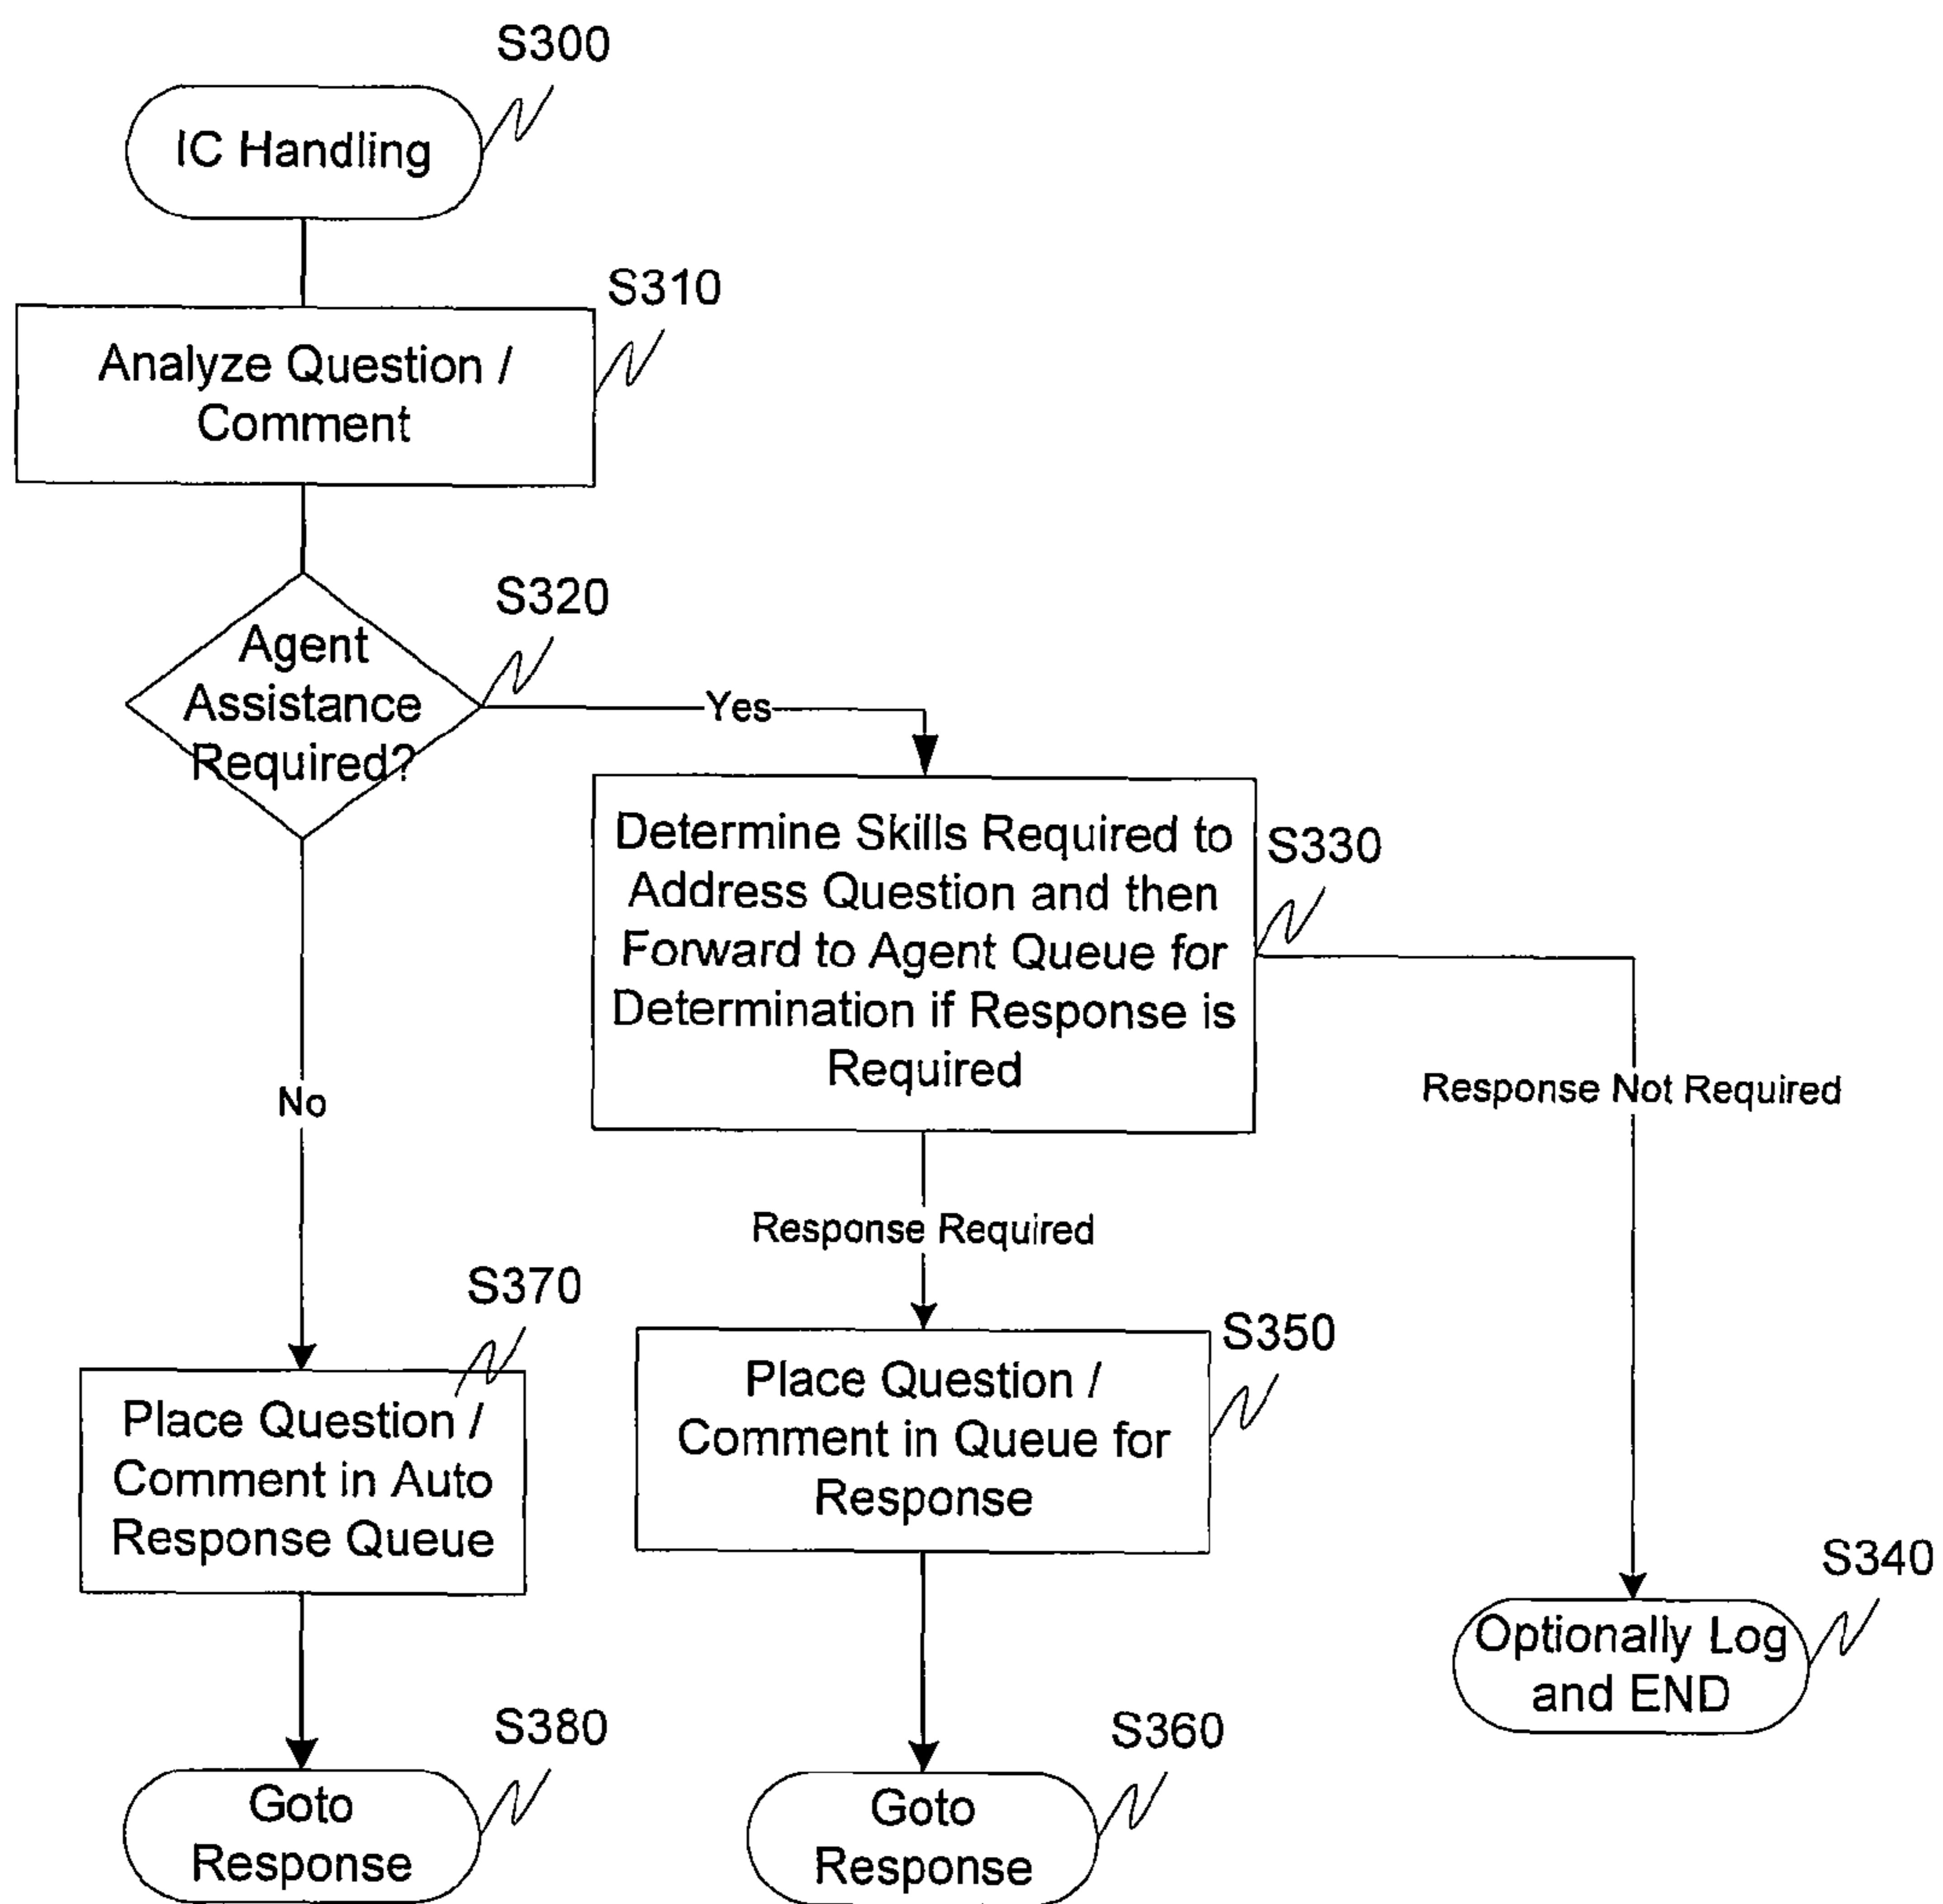 S300
IC Handling
S310
Analyze Question /
Comment
S320
Agent
Assistance
Required?
Yes
Determine Skills Required to
Address Question and then
Forward to Agent Queue for
Determination if Response is
Required
S330
No
Response Required
Response Not Required
S370
Place Question /
Comment in Auto
Response Queue
S350
Place Question /
Comment in Queue for
Response
S340
Optionally Log
and END
S380
Goto
Response
S360
Goto
Response